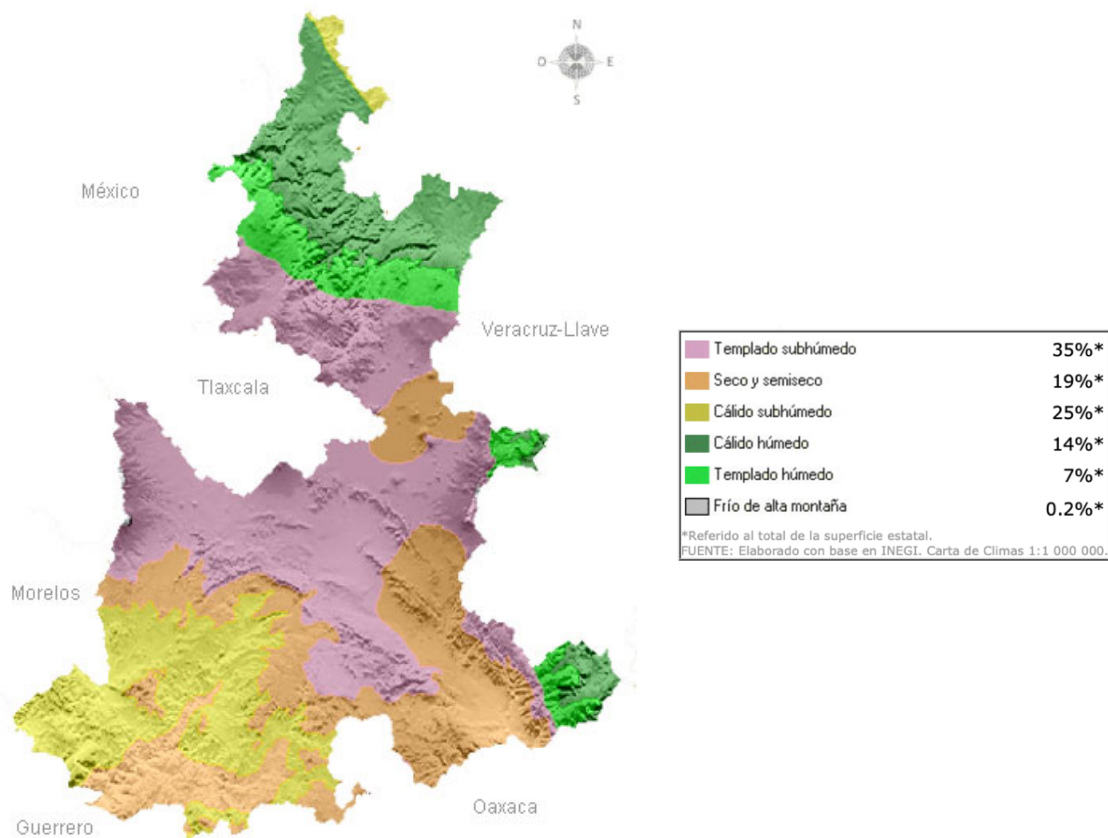 N
O E
S
México
Veracruz-Llave
Tlaxcala
Morelos
Oaxaca
Guerrero
Templado subhúmedo 35%*
Seco y semiseco 19%*
Cálido subhúmedo 25%*
Cálido húmedo 14%*
Templado húmedo 7%*
Frío de alta montaña 0.2%*
*Referido al total de la superficie estatal.
FUENTE: Elaborado con base en INEGI. Carta de Climas 1:1 000 000.